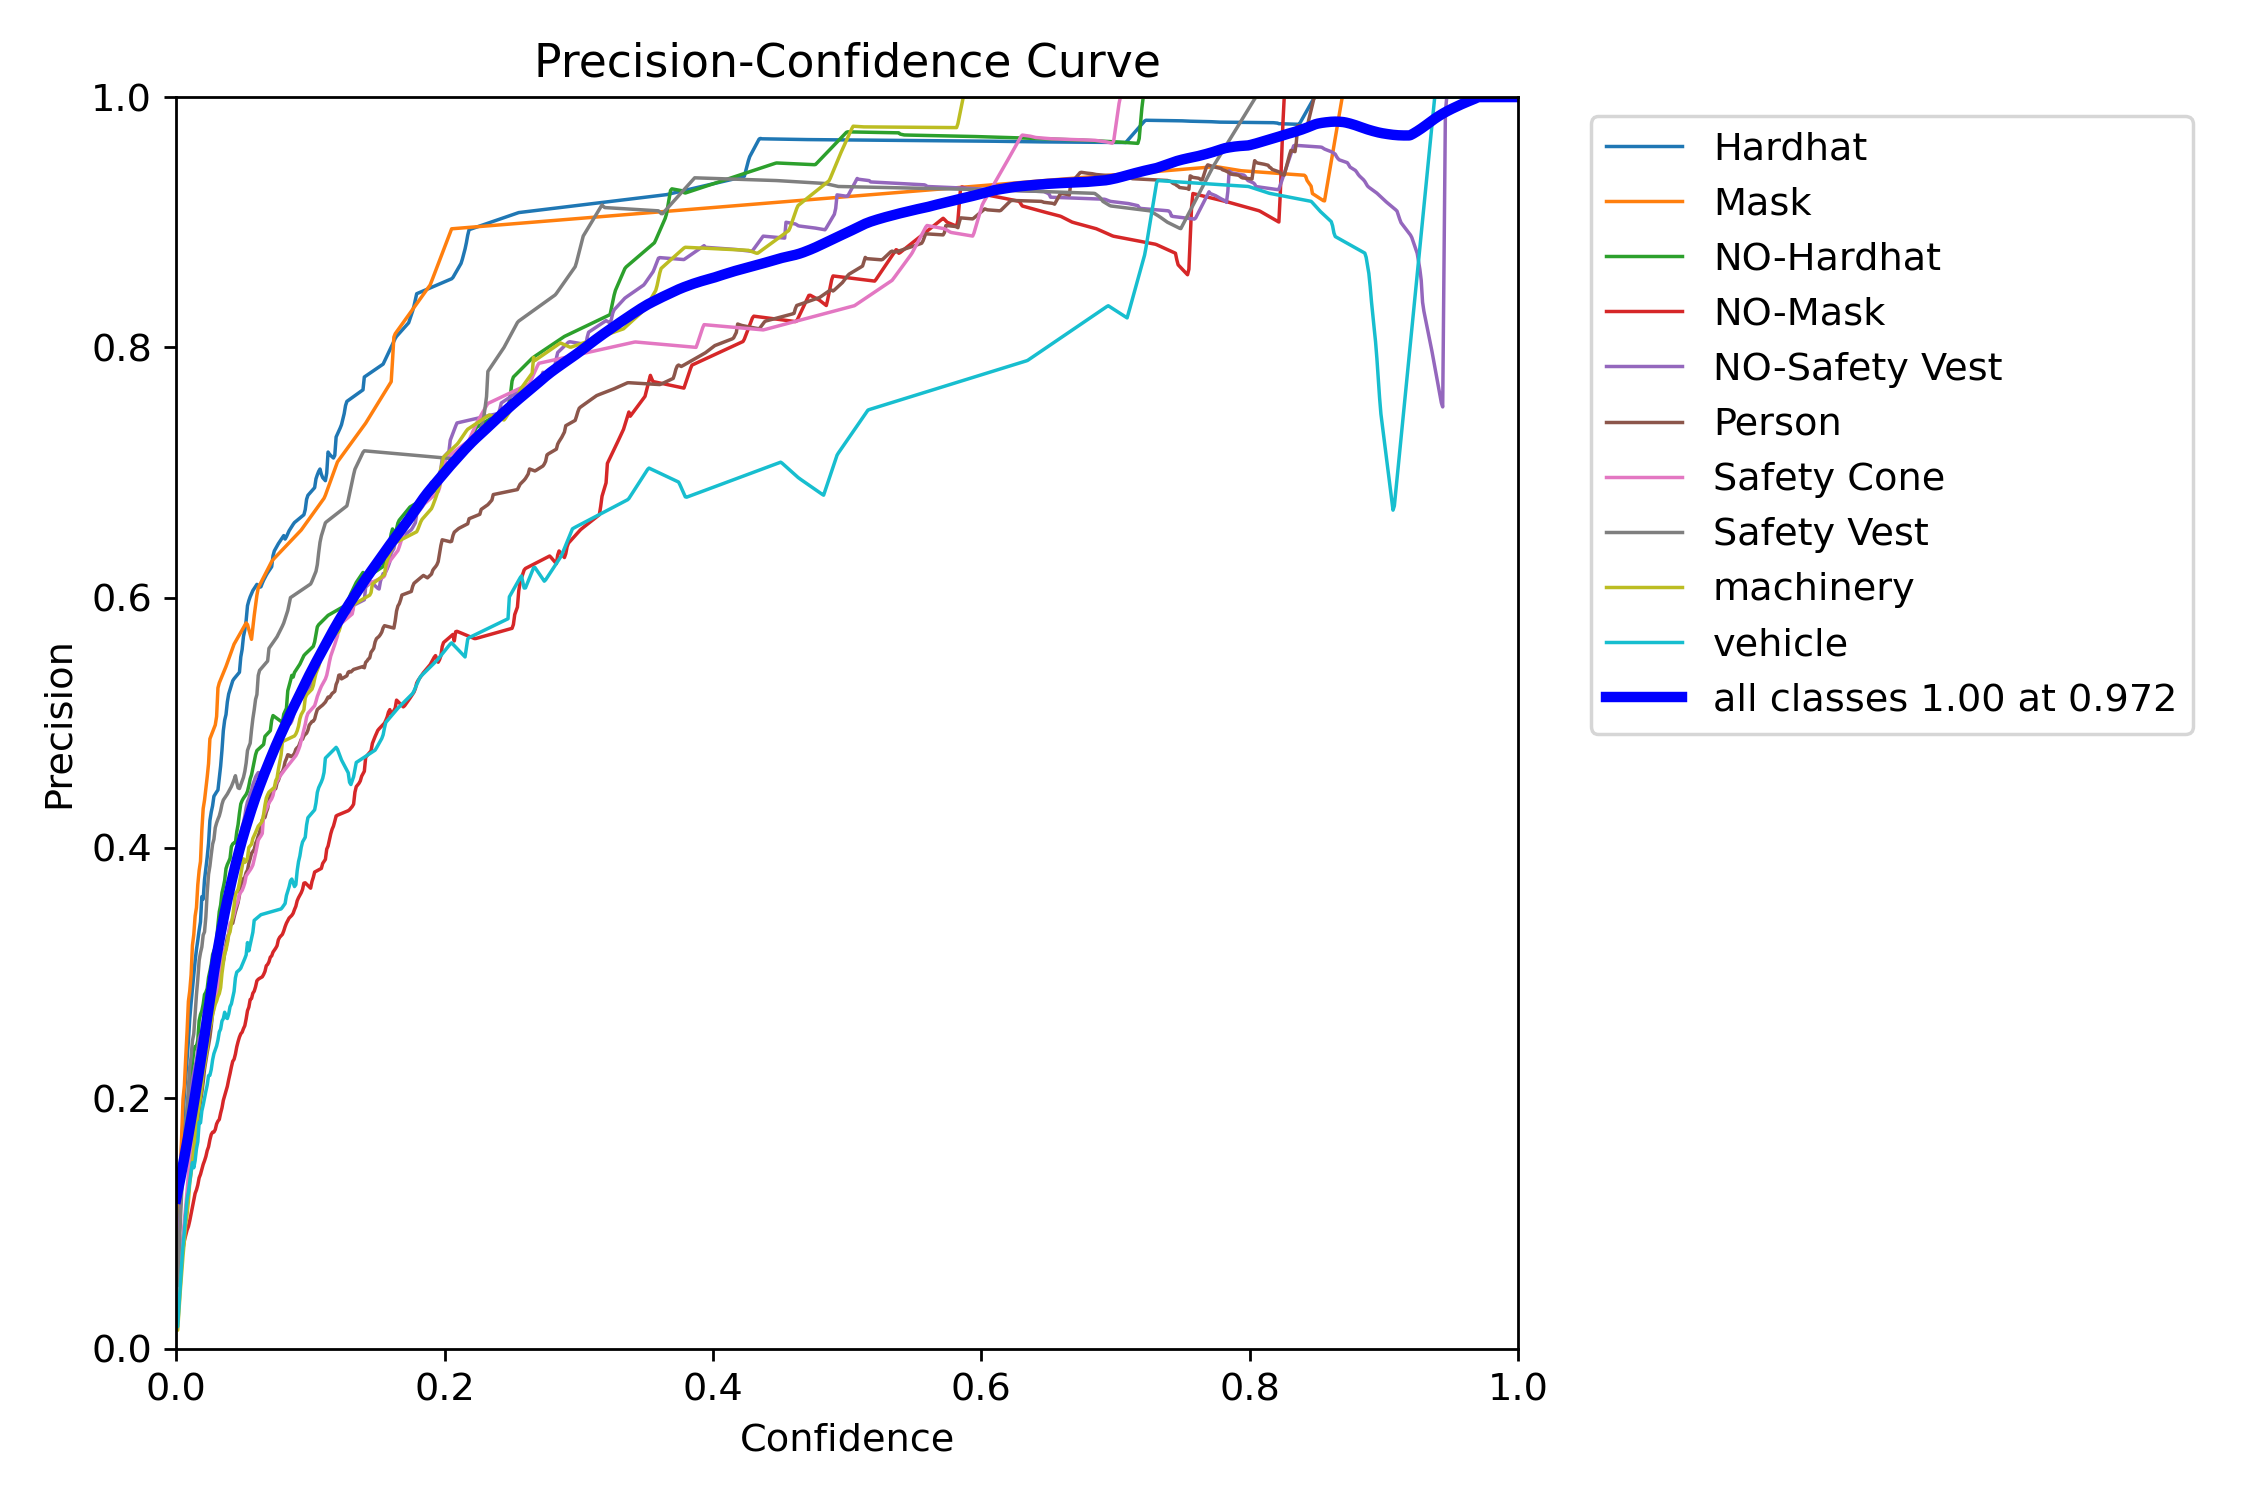 Precision-Confidence Curve
1.0
0.8
0.6
0.4
0.2
0.0
Precision
0.0 0.2 0.4 0.6 0.8 1.0
Confidence
Hardhat
Mask
NO-Hardhat
NO-Mask
NO-Safety Vest
Person
Safety Cone
Safety Vest
machinery
vehicle
all classes 1.00 at 0.972